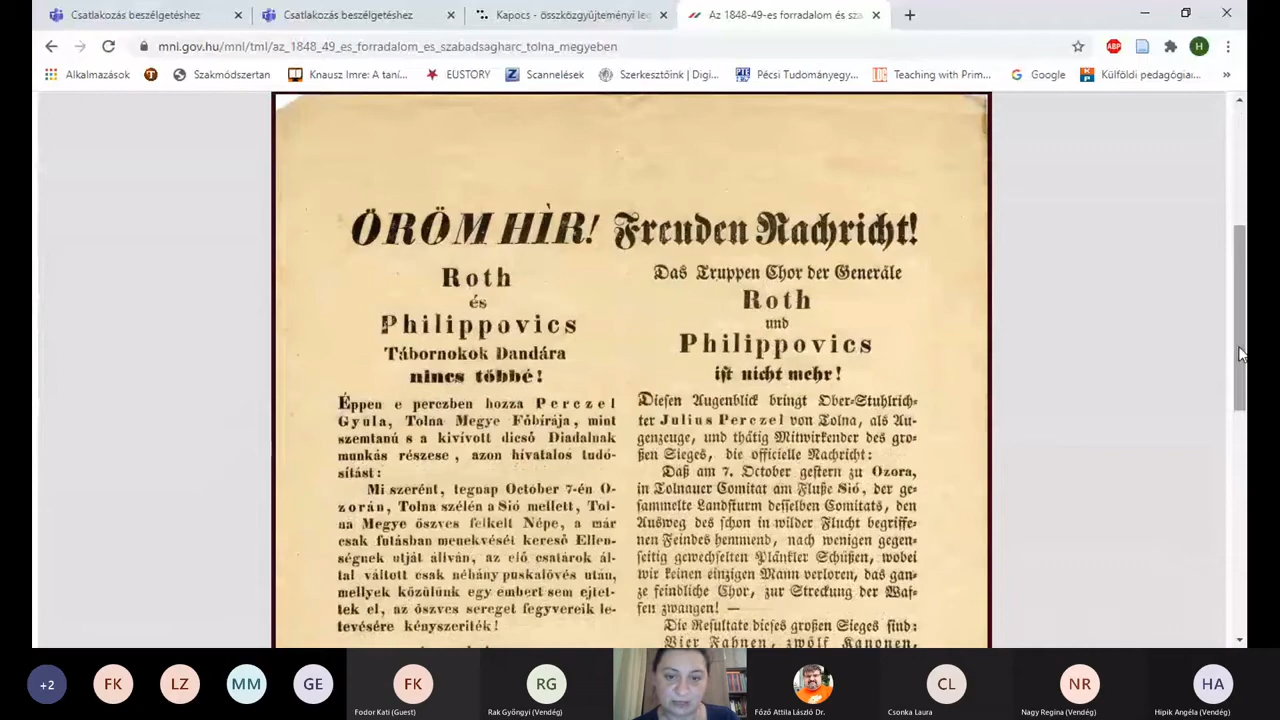 Csatlakozás beszélgetéshez
Csatlakozás beszélgetéshez
Kapocs - összközgyűjteményi le
Az 1848-49-es forradalom és sza
mnl.gov.hu/mnl/tml/az_1848_49_es_forradalom_es_szabadsagharc_tolna_megyeben
ABP
H
Alkalmazások
T
Szakmódszertan
Knausz Imre: A taní...
EUSTORY
Scannelések
Szerkesztőink | Digi...
Pécsi Tudományegy...
Teaching with Prim...
Google
Külföldi pedagógiai...
»
ÖRÖM HÌR!
Roth
és
Philippovics
Tábornokok Dandára
nincs többé!
Éppen e perczben hozza Perczel
Gyula, Tolna Megye Főbírája, mint
szemtanú s a kivívott dicső Diadalnak
munkás részese, azon hivatalos tudó-
sítást:
Mi szerént, tegnap October 7-én O-
zorán, Tolna szélén a Sió mellett, Tol-
na Megye öszves felkelt Népe, a már
csak futásban menekvését kereső Ellen-
ségnek utját állván, az elő csatárok ál-
tal váltott csak néhány puskalövés után,
mellyek közülünk egy embert sem ejtet-
tek el, az öszves sereget fegyvereik le-
tevésére kényszeriték!
Freuden Nachricht!
Das Truppen Chor der Generäle
Roth
und
Philippovics
ist nicht mehr!
Diesen Augenblick bringt Ober-Stuhlrich-
ter Julius Perczel von Tolna, als Au-
genzeuge, und thätig Mitwirkender des gro-
ßen Sieges, die officielle Nachricht:
Daß am 7. October gestern zu Ozora,
in Tolnauer Comitat am Fluße Sió, der ge-
sammelte Landsturm desselben Comitats, den
Ausweg des schon in wilder Flucht begriffe-
nen Feindes hemmend, nach wenigen gegen-
seitig gewechselten Plänkler Schüßen, wobei
wir keinen einzigen Mann verloren, das gan-
ze feindliche Chor, zur Streckung der Waf-
fen zwangen! —
Die Resultate dieses großen Sieges sind:
Vier Fahnen, zwölf Kanonen,
+2
FK
LZ
MM
GE
FK
Fodor Kati (Guest)
RG
Rak Gyöngyi (Vendég)
Főző Attila László Dr.
CL
Csonka Laura
NR
Nagy Regina (Vendég)
HA
Hipik Angéla (Vendég)